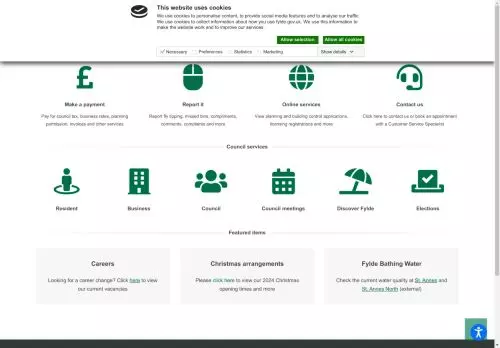 This website uses cookies
We use cookies to personalise content, to provide social media features and to analyse our traffic.
We use cookies to collect information about how you use fylde.gov.uk. We use this information to
make the website work and to improve our services
Allow selection
Allow all cookies
Necessary
Preferences
Statistics
Marketing
Show details
Make a payment
Report it
Online services
Contact us
Pay for council tax, business rates, planning
permission, invoices and other services
Report fly tipping, missed bins, compliments,
comments, complaints and more
View planning and building control applications,
licensing registrations and more
Click here to contact us or book an appointment
with a Customer Service Specialist
Council services
Resident
Business
Council
Council meetings
Discover Fylde
Elections
Featured items
Careers
Looking for a career change? Click here to view
our current vacancies
Christmas arrangements
Please click here to view our 2024 Christmas
opening times and more
Fylde Bathing Water
Check the current water quality at St. Annes and
St. Annes North (external)